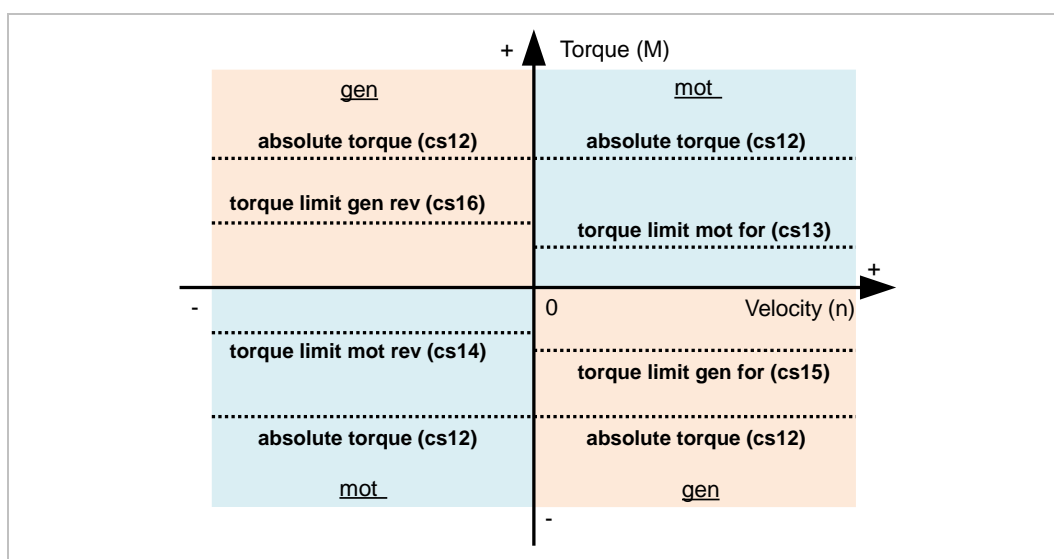 + Torque (M)
gen mot
absolute torque (cs12) absolute torque (cs12)
torque limit gen rev (cs16)
torque limit mot for (cs13)
+
- 0 Velocity (n)
torque limit mot rev (cs14)
torque limit gen for (cs15)
absolute torque (cs12) absolute torque (cs12)
mot gen
-